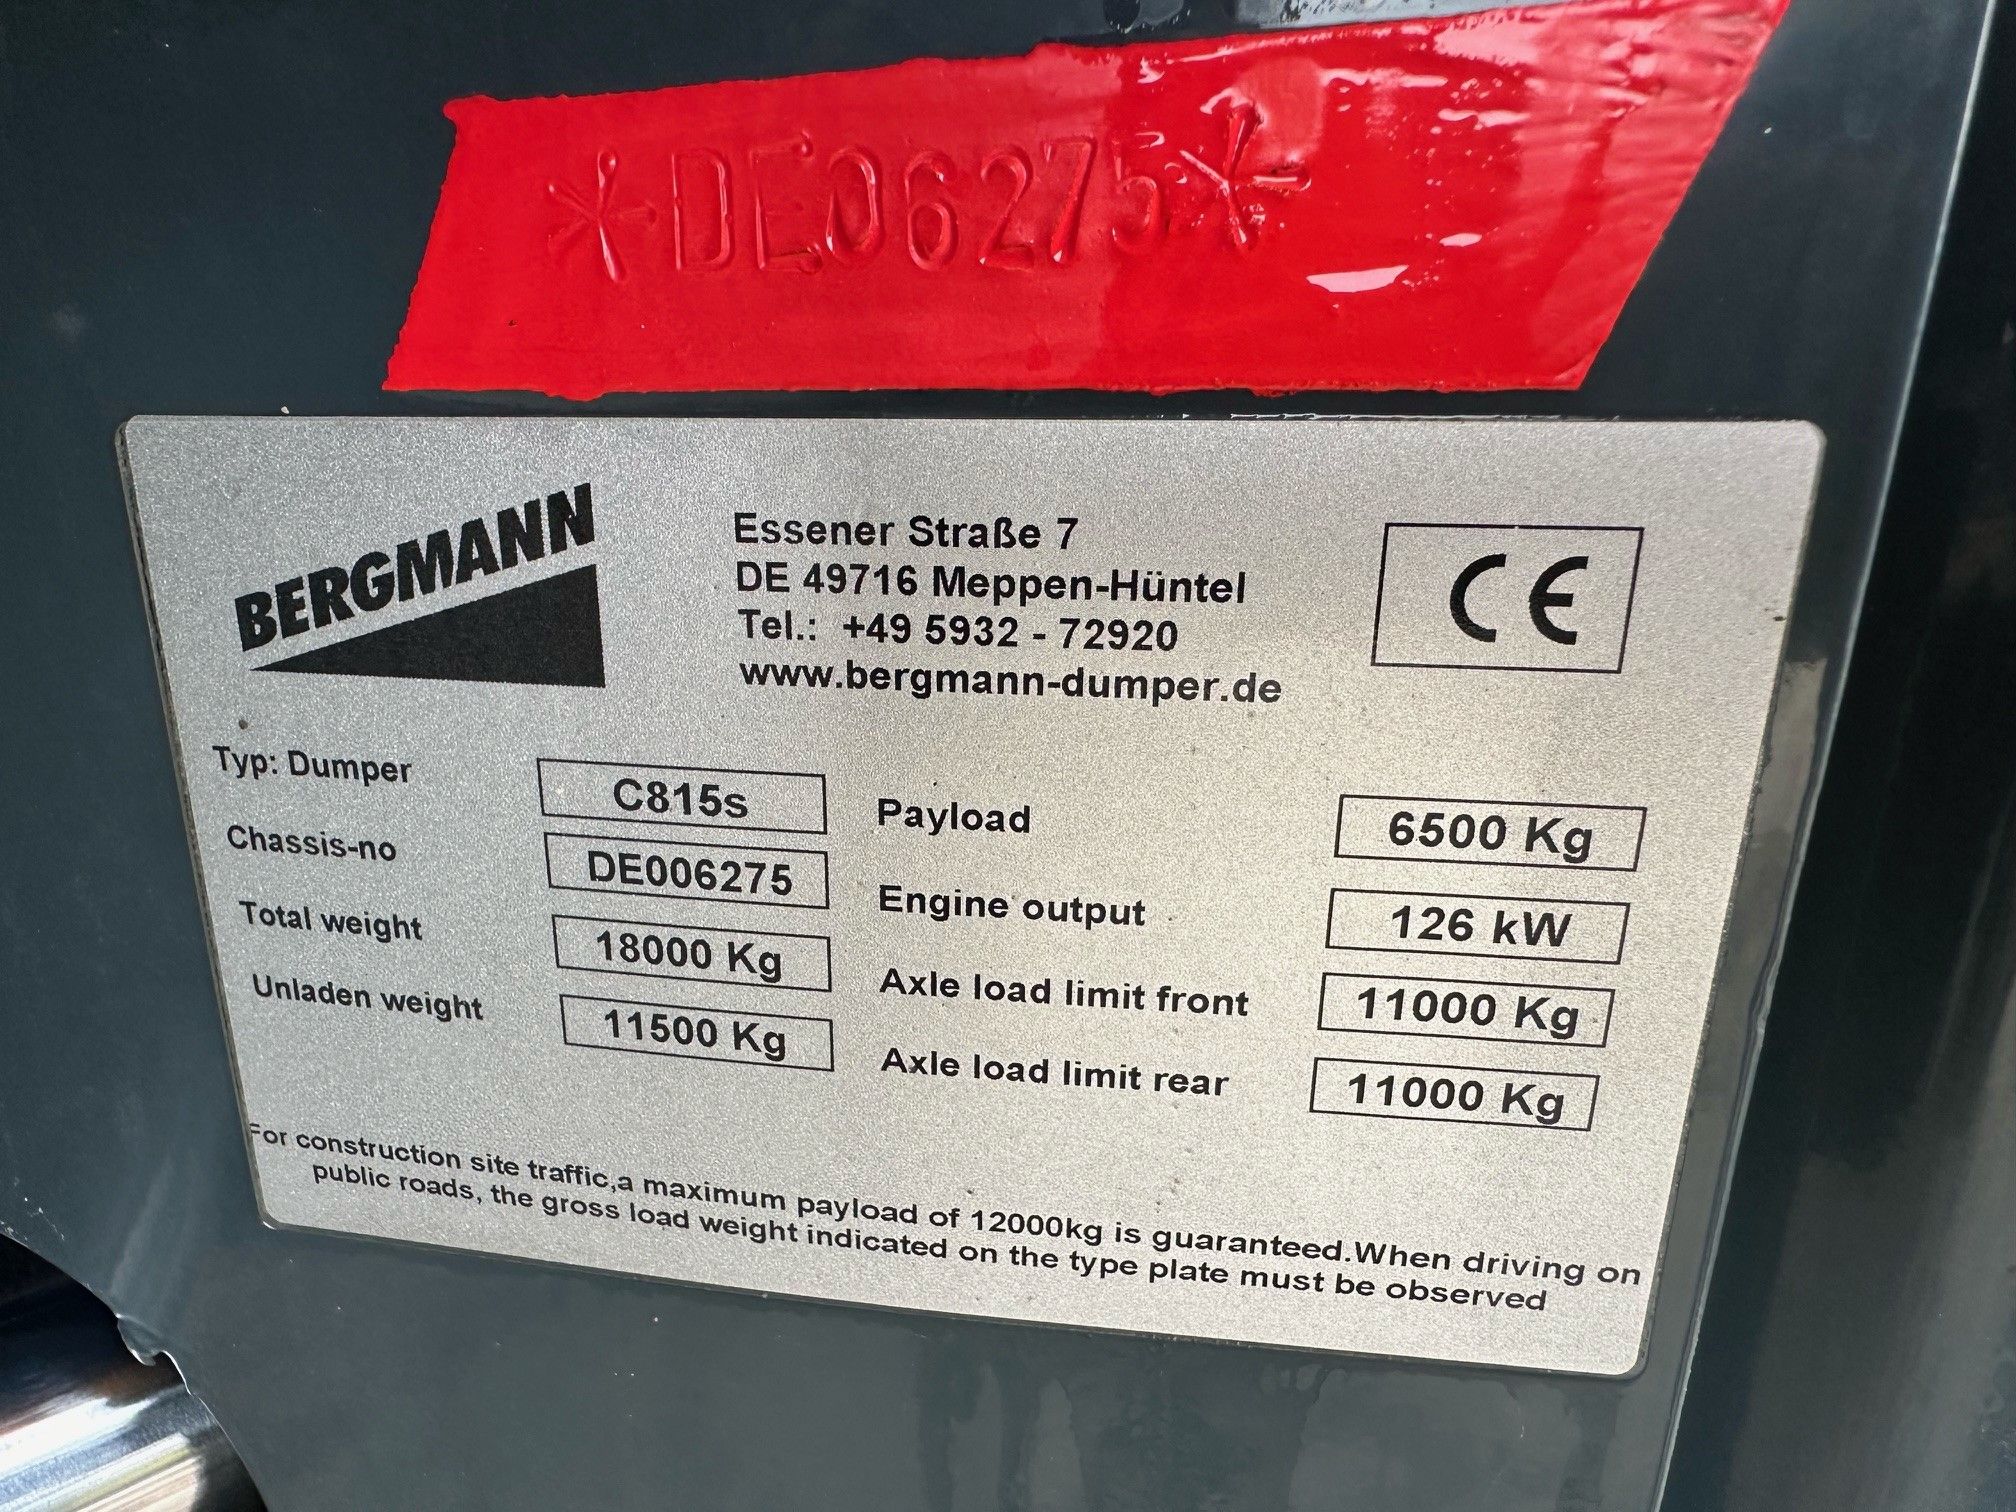 *DE06275*
BERGMANN
Essener Straße 7
DE 49716 Meppen-Hüntel
Tel.: +49 5932 - 72920
www.bergmann-dumper.de
CE
Typ: Dumper C815s
Chassis-no DE006275
Total weight 18000 Kg
Unladen weight 11500 Kg
Payload 6500 Kg
Engine output 126 kW
Axle load limit front 11000 Kg
Axle load limit rear 11000 Kg
For construction site traffic,a maximum payload of 12000kg is guaranteed.When driving on
public roads, the gross load weight indicated on the type plate must be observed